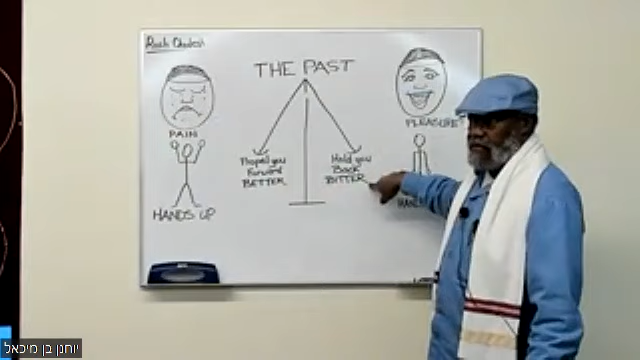 Rosh Chodesh
THE PAST
PAIN
PLEASURE
Propel you
Forward
BETTER
Hold you
Back
BITTER
HANDS UP
HAN
יוחנן בן מיכאל